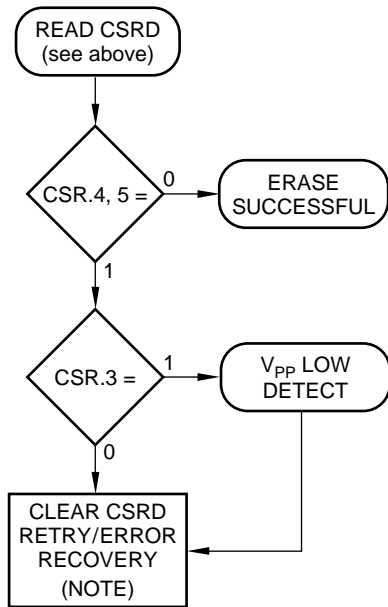 READ CSRD
(see above)
CSR.4, 5 =
0
ERASE
SUCCESSFUL
1
CSR.3 =
1
V_PP LOW
DETECT
0
CLEAR CSRD
RETRY/ERROR
RECOVERY
(NOTE)